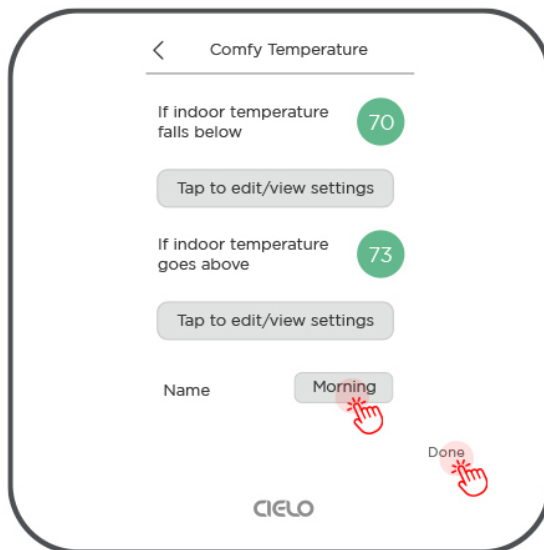 Comfy Temperature
If indoor temperature
falls below
70
Tap to edit/view settings
If indoor temperature
goes above
73
Tap to edit/view settings
Name
Morning
Done
CIELO